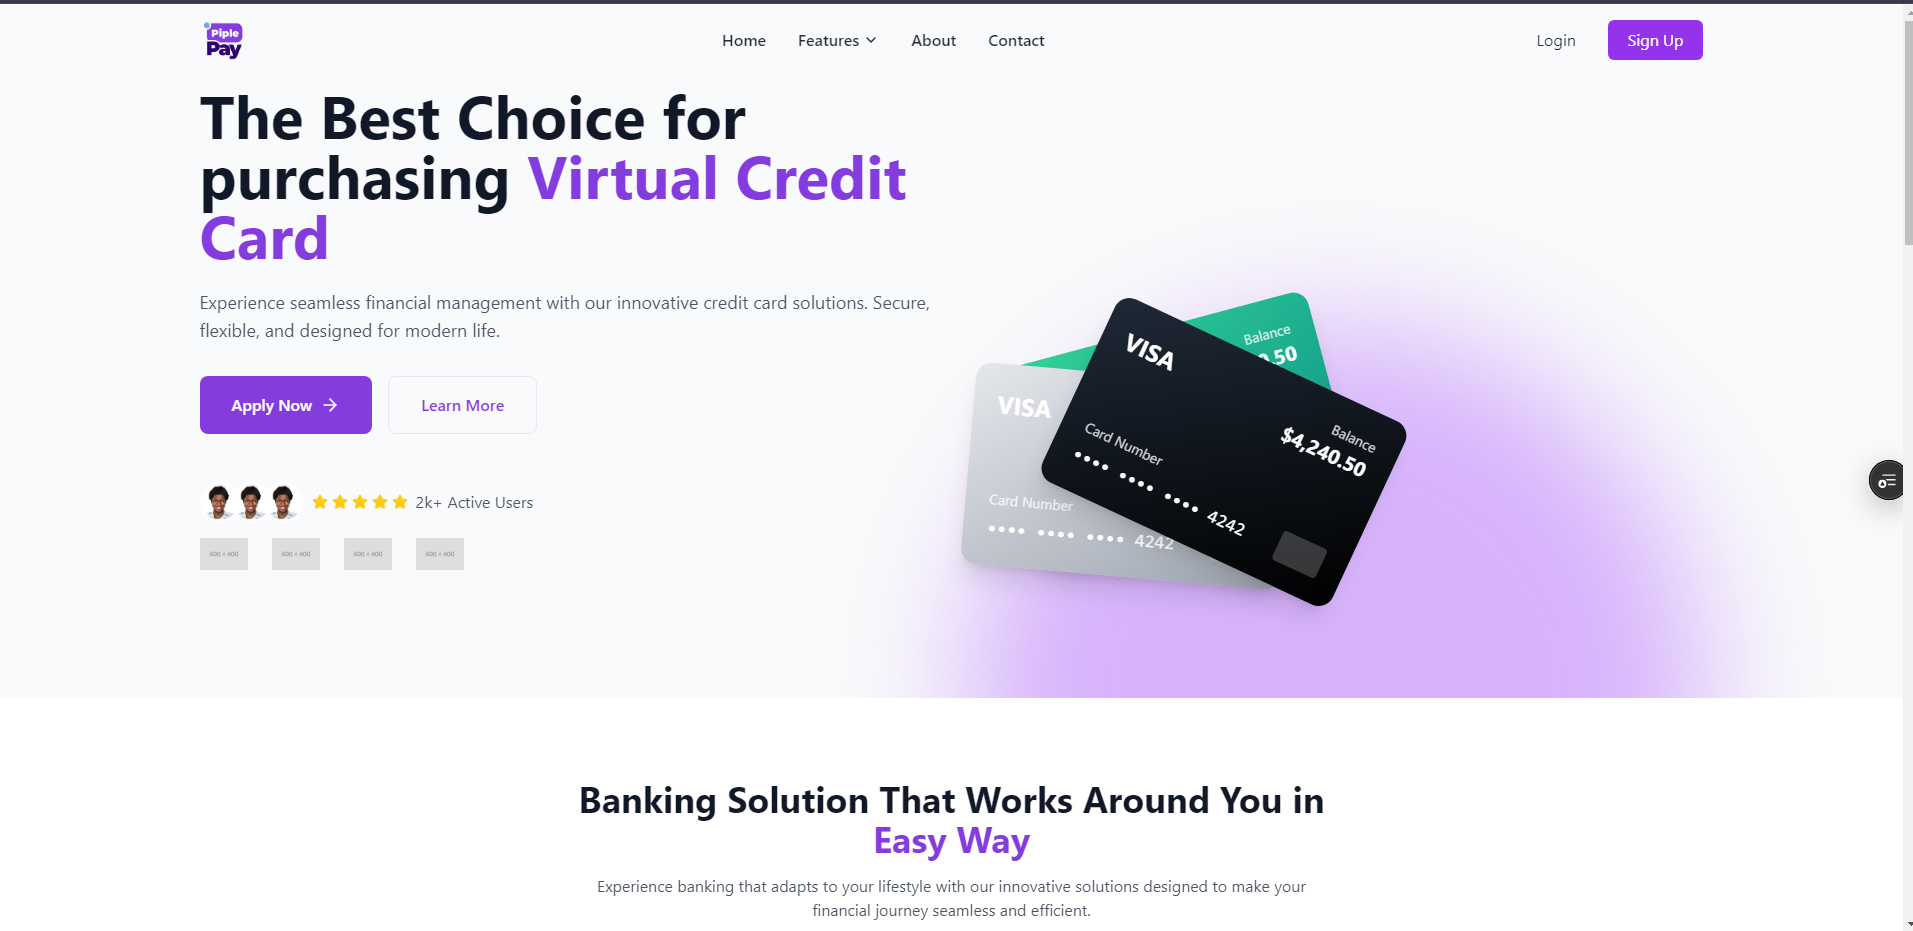 Piple
Pay
Home
Features
About
Contact
Login
Sign Up
The Best Choice for
purchasing Virtual Credit
Card
Experience seamless financial management with our innovative credit card solutions. Secure,
flexible, and designed for modern life.
Apply Now
Learn More
2k+ Active Users
600 × 400
600 × 400
600 × 400
600 × 400
Balance
0.50
VISA
Card Number
•••• •••• •••• 4242
VISA
Balance
$4,240.50
Card Number
•••• •••• •••• 4242
Banking Solution That Works Around You in
Easy Way
Experience banking that adapts to your lifestyle with our innovative solutions designed to make your
financial journey seamless and efficient.